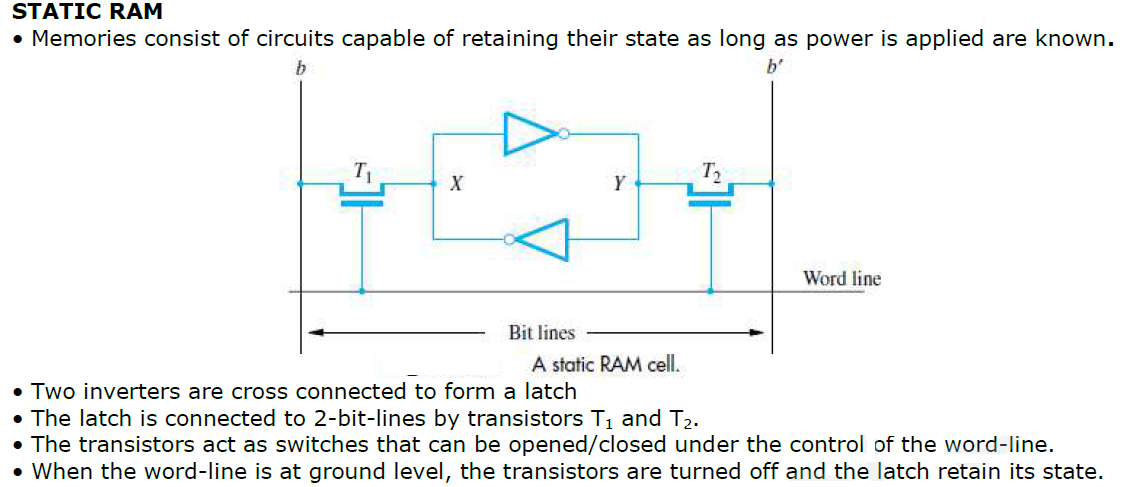 STATIC RAM
• Memories consist of circuits capable of retaining their state as long as power is applied are known.
b b′
T₁ X Y T₂
Word line
Bit lines
A static RAM cell.
• Two inverters are cross connected to form a latch
• The latch is connected to 2-bit-lines by transistors T₁ and T₂.
• The transistors act as switches that can be opened/closed under the control of the word-line.
• When the word-line is at ground level, the transistors are turned off and the latch retain its state.